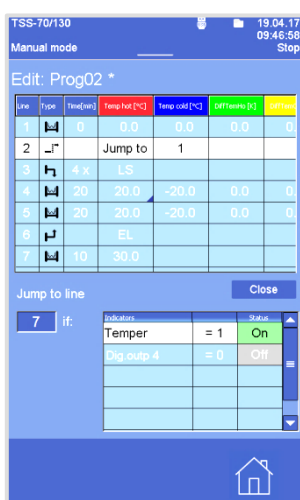 TSS-70/130 19.04.17
09:46:58
Manual mode Stop
Edit: Prog02 *
Line Type Time[min] Temp hot [°C] Temp cold [°C] DiffTemp [K]
1 0 0.0 0.0 0.0 0.
2 Jump to 1
3 4 x LS
4 20 20.0 -20.0 0.0 0.
5 20 20.0 -20.0 0.0 0.
6 EL
7 10 30.0
Jump to line Close
7 if: Indicators Status
Temper = 1 On
Dig.outp 4 = 0 Off